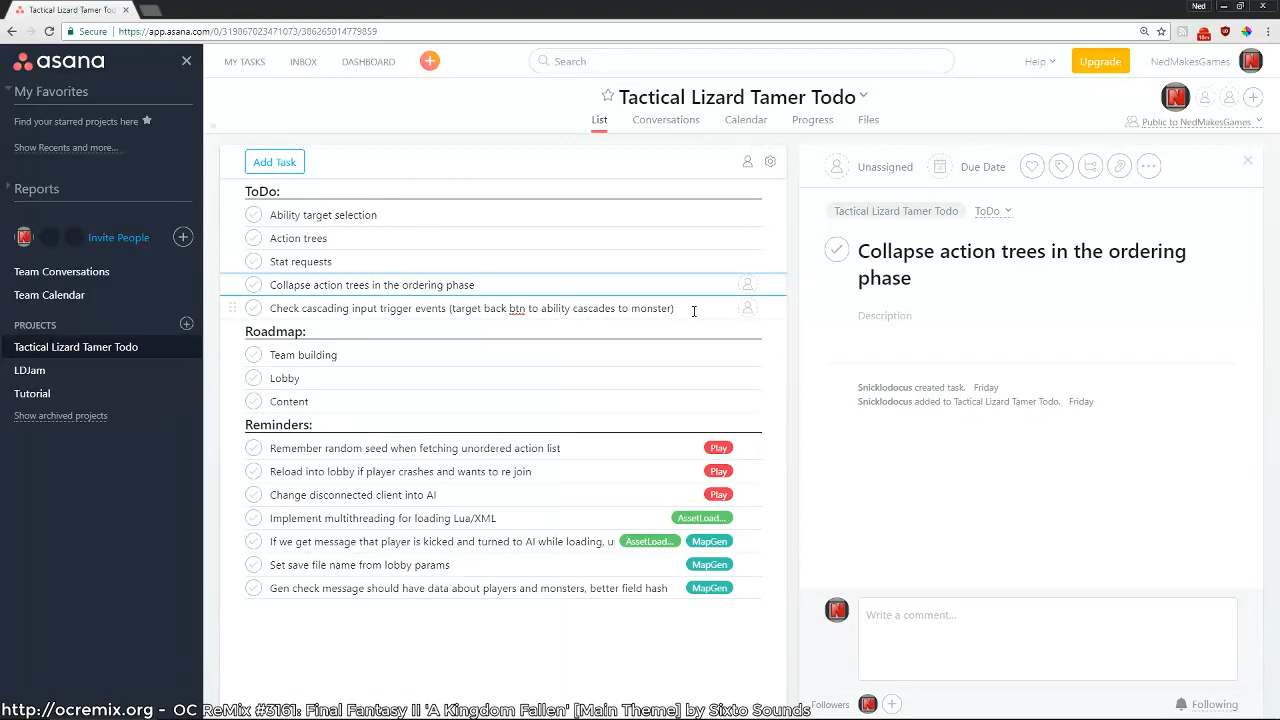 Tactical Lizard Tamer Too
Ned
Secure
https://app.asana.com/0/319867023471073/386265014779859
asana
MY TASKS
INBOX
DASHBOARD
Search
Help
Upgrade
NedMakesGames
My Favorites
Find your starred projects here
Show Recents and more...
Reports
Invite People
Team Conversations
Team Calendar
PROJECTS
Tactical Lizard Tamer Todo
LDJam
Tutorial
Show archived projects
Tactical Lizard Tamer Todo
List
Conversations
Calendar
Progress
Files
Public to NedMakesGames
Add Task
ToDo:
Ability target selection
Action trees
Stat requests
Collapse action trees in the ordering phase
Check cascading input trigger events (target back btn to ability cascades to monster)
Roadmap:
Team building
Lobby
Content
Reminders:
Remember random seed when fetching unordered action list
Play
Reload into lobby if player crashes and wants to re join
Play
Change disconnected client into AI
Play
Implement multithreading for loading Lua/XML
AssetLoad...
If we get message that player is kicked and turned to AI while loading, u
AssetLoad...
MapGen
Set save file name from lobby params
MapGen
Gen check message should have data about players and monsters, better field hash
MapGen
Unassigned
Due Date
Tactical Lizard Tamer Todo
ToDo
Collapse action trees in the ordering
phase
Description
Snicklodocus created task. Friday
Snicklodocus added to Tactical Lizard Tamer Todo. Friday
Write a comment...
Followers
Following
http://ocremix.org - OC ReMix #3161: Final Fantasy II 'A Kingdom Fallen' [Main Theme] by Sixto Sounds